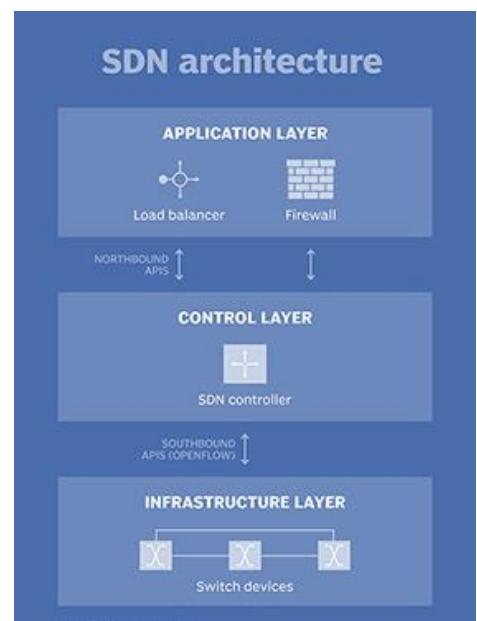 SDN architecture
APPLICATION LAYER
Load balancer
Firewall
NORTHBOUND
APIS
CONTROL LAYER
SDN controller
SOUTHBOUND
APIS (OPENFLOW)
INFRASTRUCTURE LAYER
Switch devices